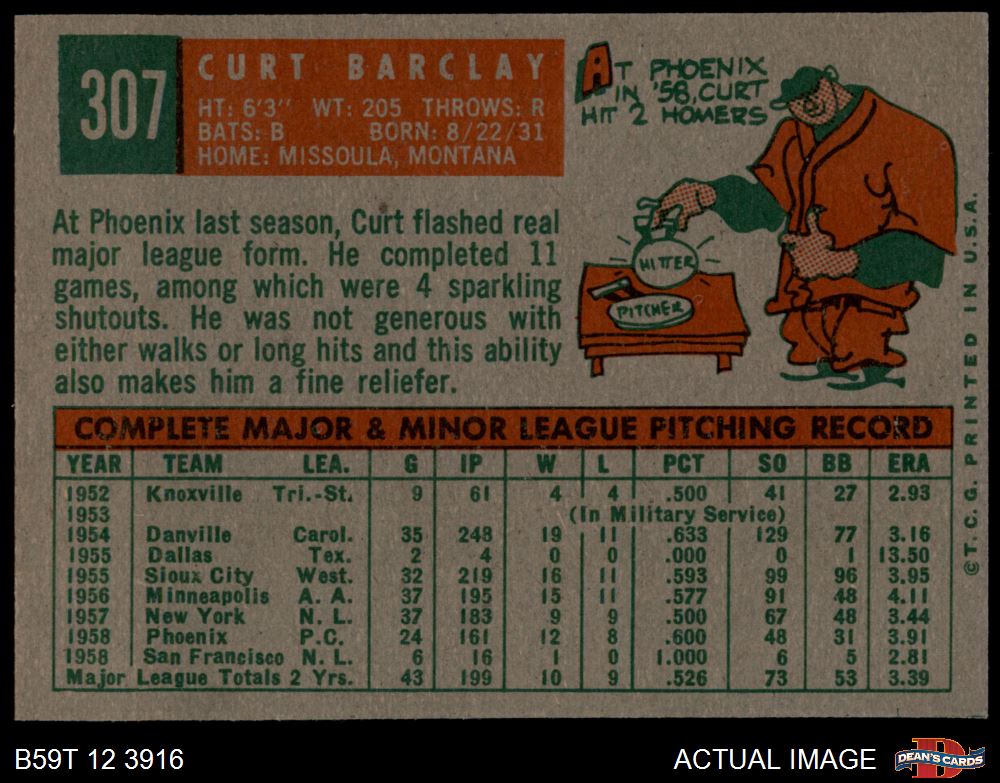 307
CURT BARCLAY
HT: 6'3" WT: 205 THROWS: R
BATS: B BORN: 8/22/31
HOME: MISSOULA, MONTANA
AT PHOENIX
IN '58, CURT
HIT 2 HOMERS
HITTER
PITCHER
At Phoenix last season, Curt flashed real
major league form. He completed 11
games, among which were 4 sparkling
shutouts. He was not generous with
either walks or long hits and this ability
also makes him a fine reliefer.
COMPLETE MAJOR & MINOR LEAGUE PITCHING RECORD
YEAR TEAM LEA. G IP W L PCT SO BB ERA
1952 Knoxville Tri.-St. 9 61 4 4 .500 41 27 2.93
1953 (In Military Service)
1954 Danville Carol. 35 248 19 11 .633 129 77 3.16
1955 Dallas Tex. 2 4 0 0 .000 0 1 13.50
1955 Sioux City West. 32 219 16 11 .593 99 96 3.95
1956 Minneapolis A. A. 37 195 15 11 .577 91 48 4.11
1957 New York N. L. 37 183 9 9 .500 67 48 3.44
1958 Phoenix P.C. 24 161 12 8 .600 48 31 3.91
1958 San Francisco N. L. 6 16 1 0 1.000 6 5 2.81
Major League Totals 2 Yrs. 43 199 10 9 .526 73 53 3.39
©T. C. G. PRINTED IN U.S.A.
B59T 12 3916
ACTUAL IMAGE
D
DEAN'S CARDS